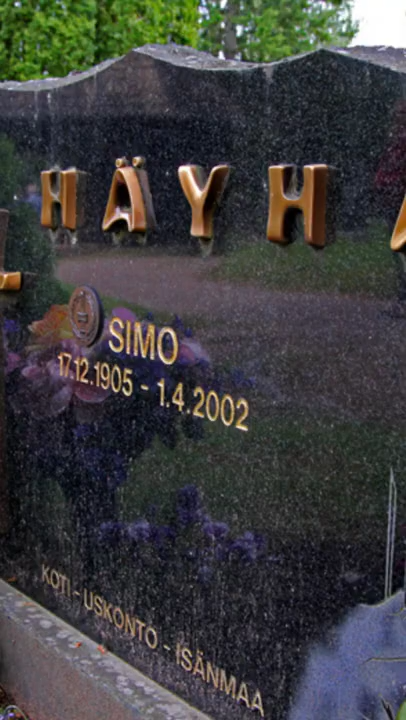 HÄYH
SIMO
17.12.1905 - 1.4.2002
KOTI - USKONTO - ISÄNMAA